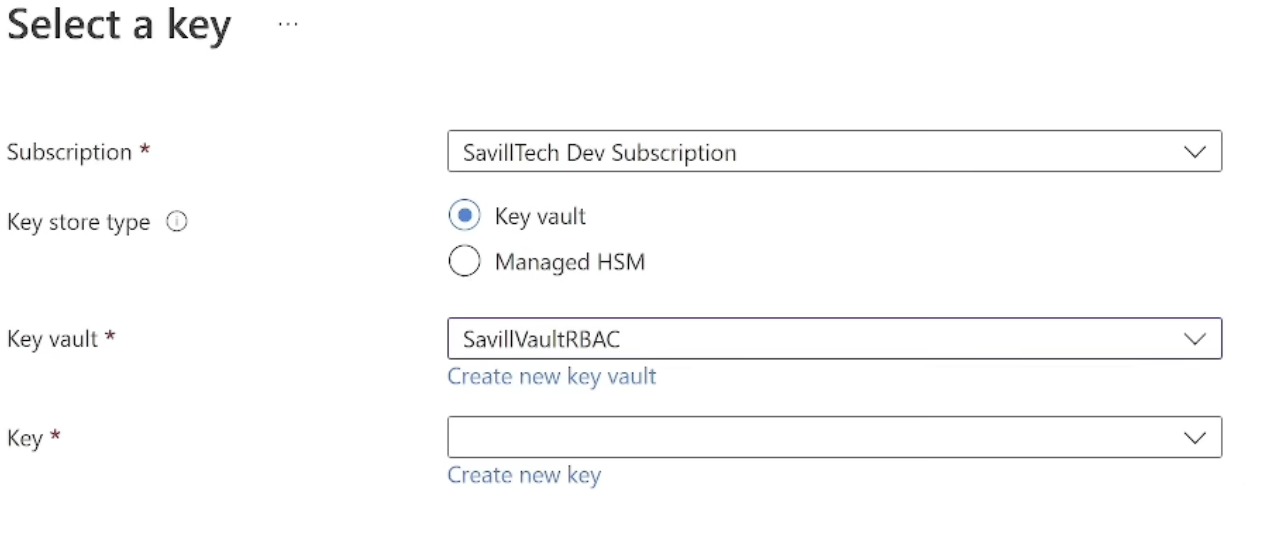 Select a key ...
Subscription *
SavillTech Dev Subscription
Key store type
Key vault
Managed HSM
Key vault *
SavillVaultRBAC
Create new key vault
Key *
Create new key